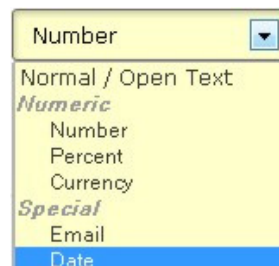 Number
Normal / Open Text
Numeric
Number
Percent
Currency
Special
Email
Date